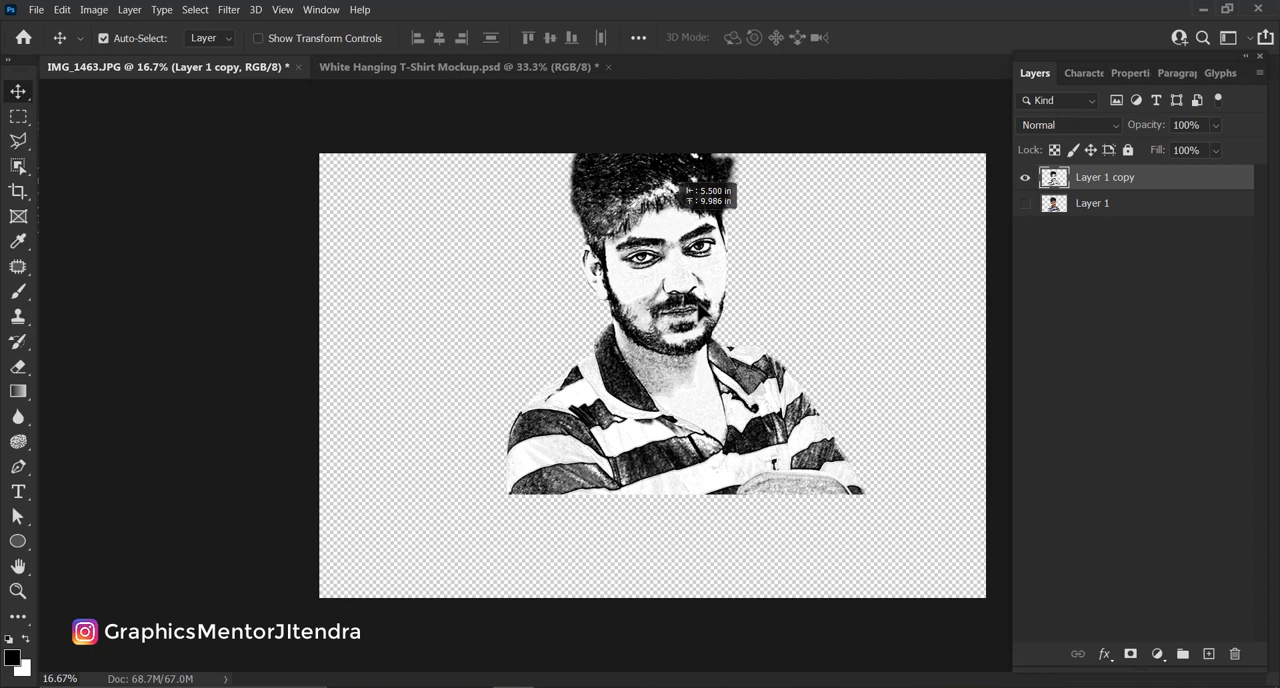 Ps File Edit Image Layer Type Select Filter 3D View Window Help
Auto-Select: Layer Show Transform Controls 3D Mode:
IMG_1463.JPG @ 16.7% (Layer 1 copy, RGB/8) * × White Hanging T-Shirt Mockup.psd @ 33.3% (RGB/8) * ×
Layers Characte Properti Paragraf Glyphs
Kind
Normal Opacity: 100%
Lock: Fill: 100%
Layer 1 copy
Layer 1
: 5.500 in
: 9.986 in
GraphicsMentorJItendra
16.67% Doc: 68.7M/67.0M